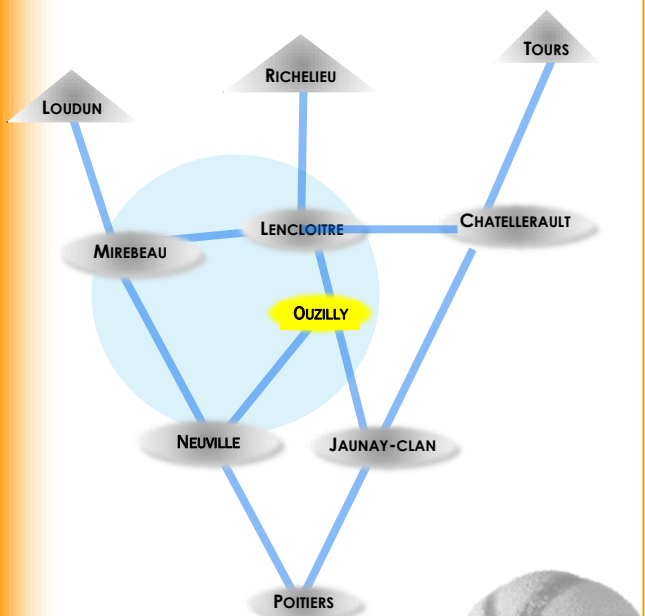 Tours
Richelieu
Loudun
Lencloitre
Chatellerault
Mirebeau
Ouzilly
Neuville
Jaunay-clan
Poitiers